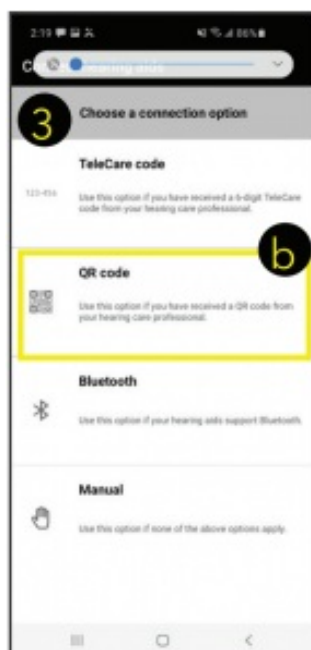 2:19 86%
3
Choose a connection option
TeleCare code
123-456
Use this option if you have received a 6-digit TeleCare
code from your hearing care professional.
b
QR code
Use this option if you have received a QR code from
your hearing care professional.
Bluetooth
Use this option if your hearing aids support Bluetooth.
Manual
Use this option if none of the above options apply.